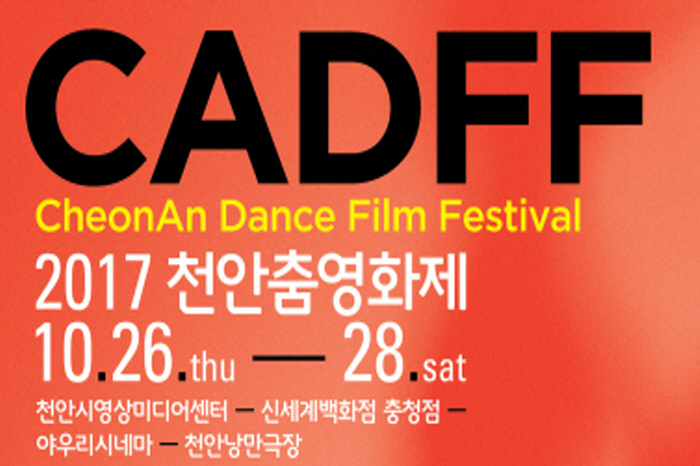 CADFF
CheonAn Dance Film Festival
2017 천안춤영화제
10.26.thu — 28.sat
천안시영상미디어센터 – 신세계백화점 충청점 –
야우리시네마 – 천안낭만극장